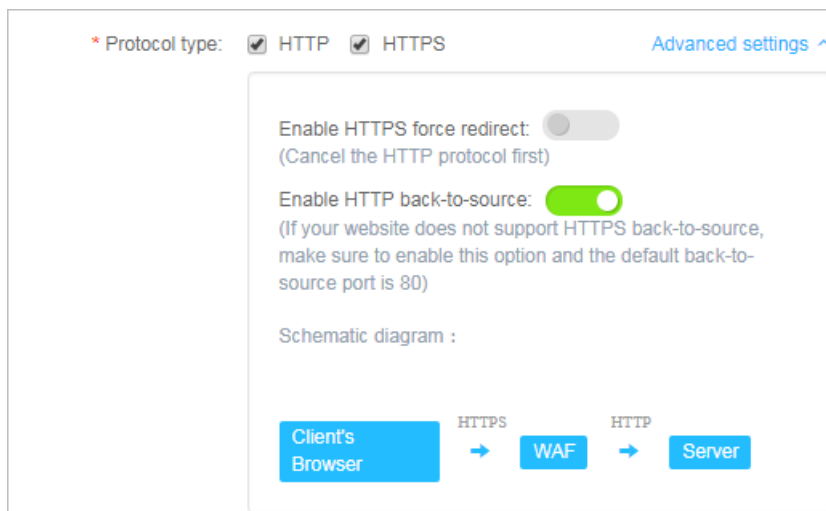 * Protocol type: HTTP HTTPS Advanced settings
Enable HTTPS force redirect:
(Cancel the HTTP protocol first)
Enable HTTP back-to-source:
(If your website does not support HTTPS back-to-source,
make sure to enable this option and the default back-to-
source port is 80)
Schematic diagram：
HTTPS HTTP
Client's
Browser
WAF
Server